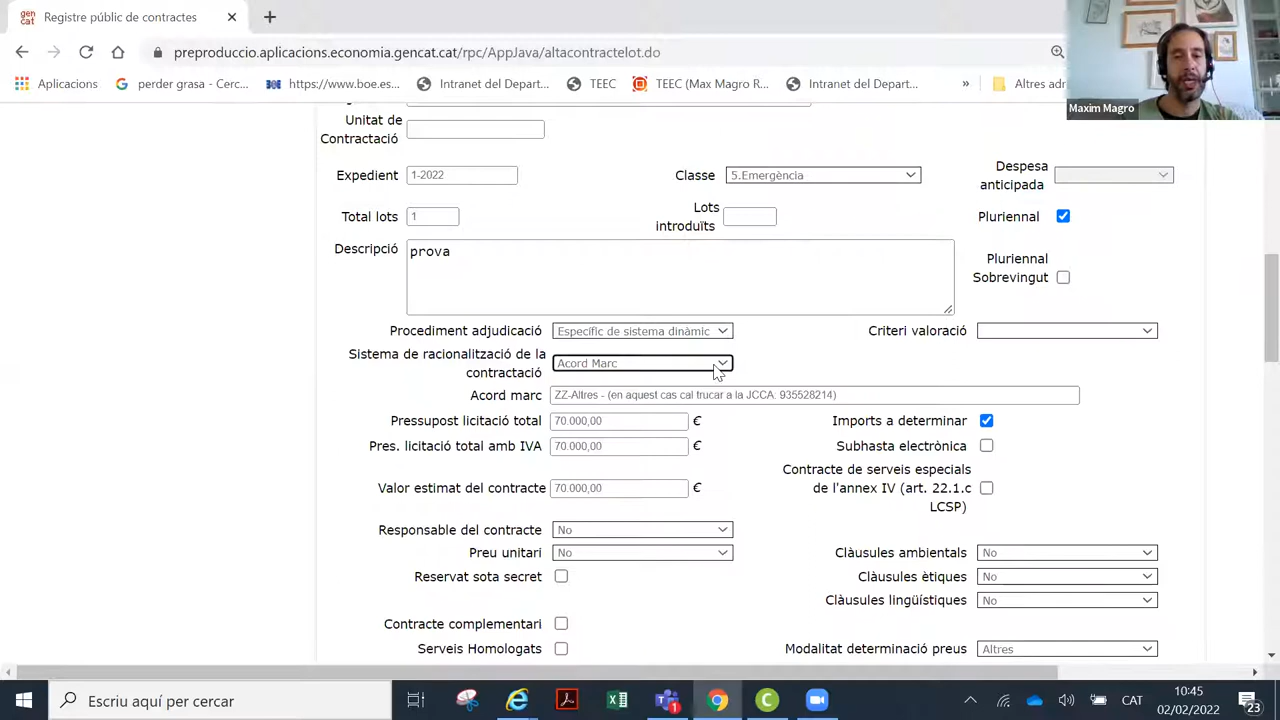 gen
cat
Registre públic de contractes
preproduccio.aplicacions.economia.gencat.cat/rpc/AppJava/altacontractelot.do
Aplicacions
perder grasa - Cerc...
https://www.boe.es...
Intranet del Depart...
TEEC
TEEC (Max Magro R...
Intranet del Depart...
»
Altres adr
Maxim Magro
Unitat de
Contractació
Expedient 1-2022
Classe 5.Emergència
Despesa
anticipada
Total lots 1
Lots
introduïts
Pluriennal
Descripció prova
Pluriennal
Sobrevingut
Procediment adjudicació Específic de sistema dinàmic
Criteri valoració
Sistema de racionalització de la
contractació
Acord Marc
Acord marc ZZ-Altres - (en aquest cas cal trucar a la JCCA: 935528214)
Pressupost licitació total 70.000,00 €
Imports a determinar
Pres. licitació total amb IVA 70.000,00 €
Subhasta electrònica
Valor estimat del contracte 70.000,00 €
Contracte de serveis especials
de l'annex IV (art. 22.1.c
LCSP)
Responsable del contracte No
Preu unitari No
Clàusules ambientals No
Reservat sota secret
Clàusules ètiques No
Clàusules lingüístiques No
Contracte complementari
Serveis Homologats
Modalitat determinació preus Altres
Escriu aquí per cercar
CAT
10:45
02/02/2022
23